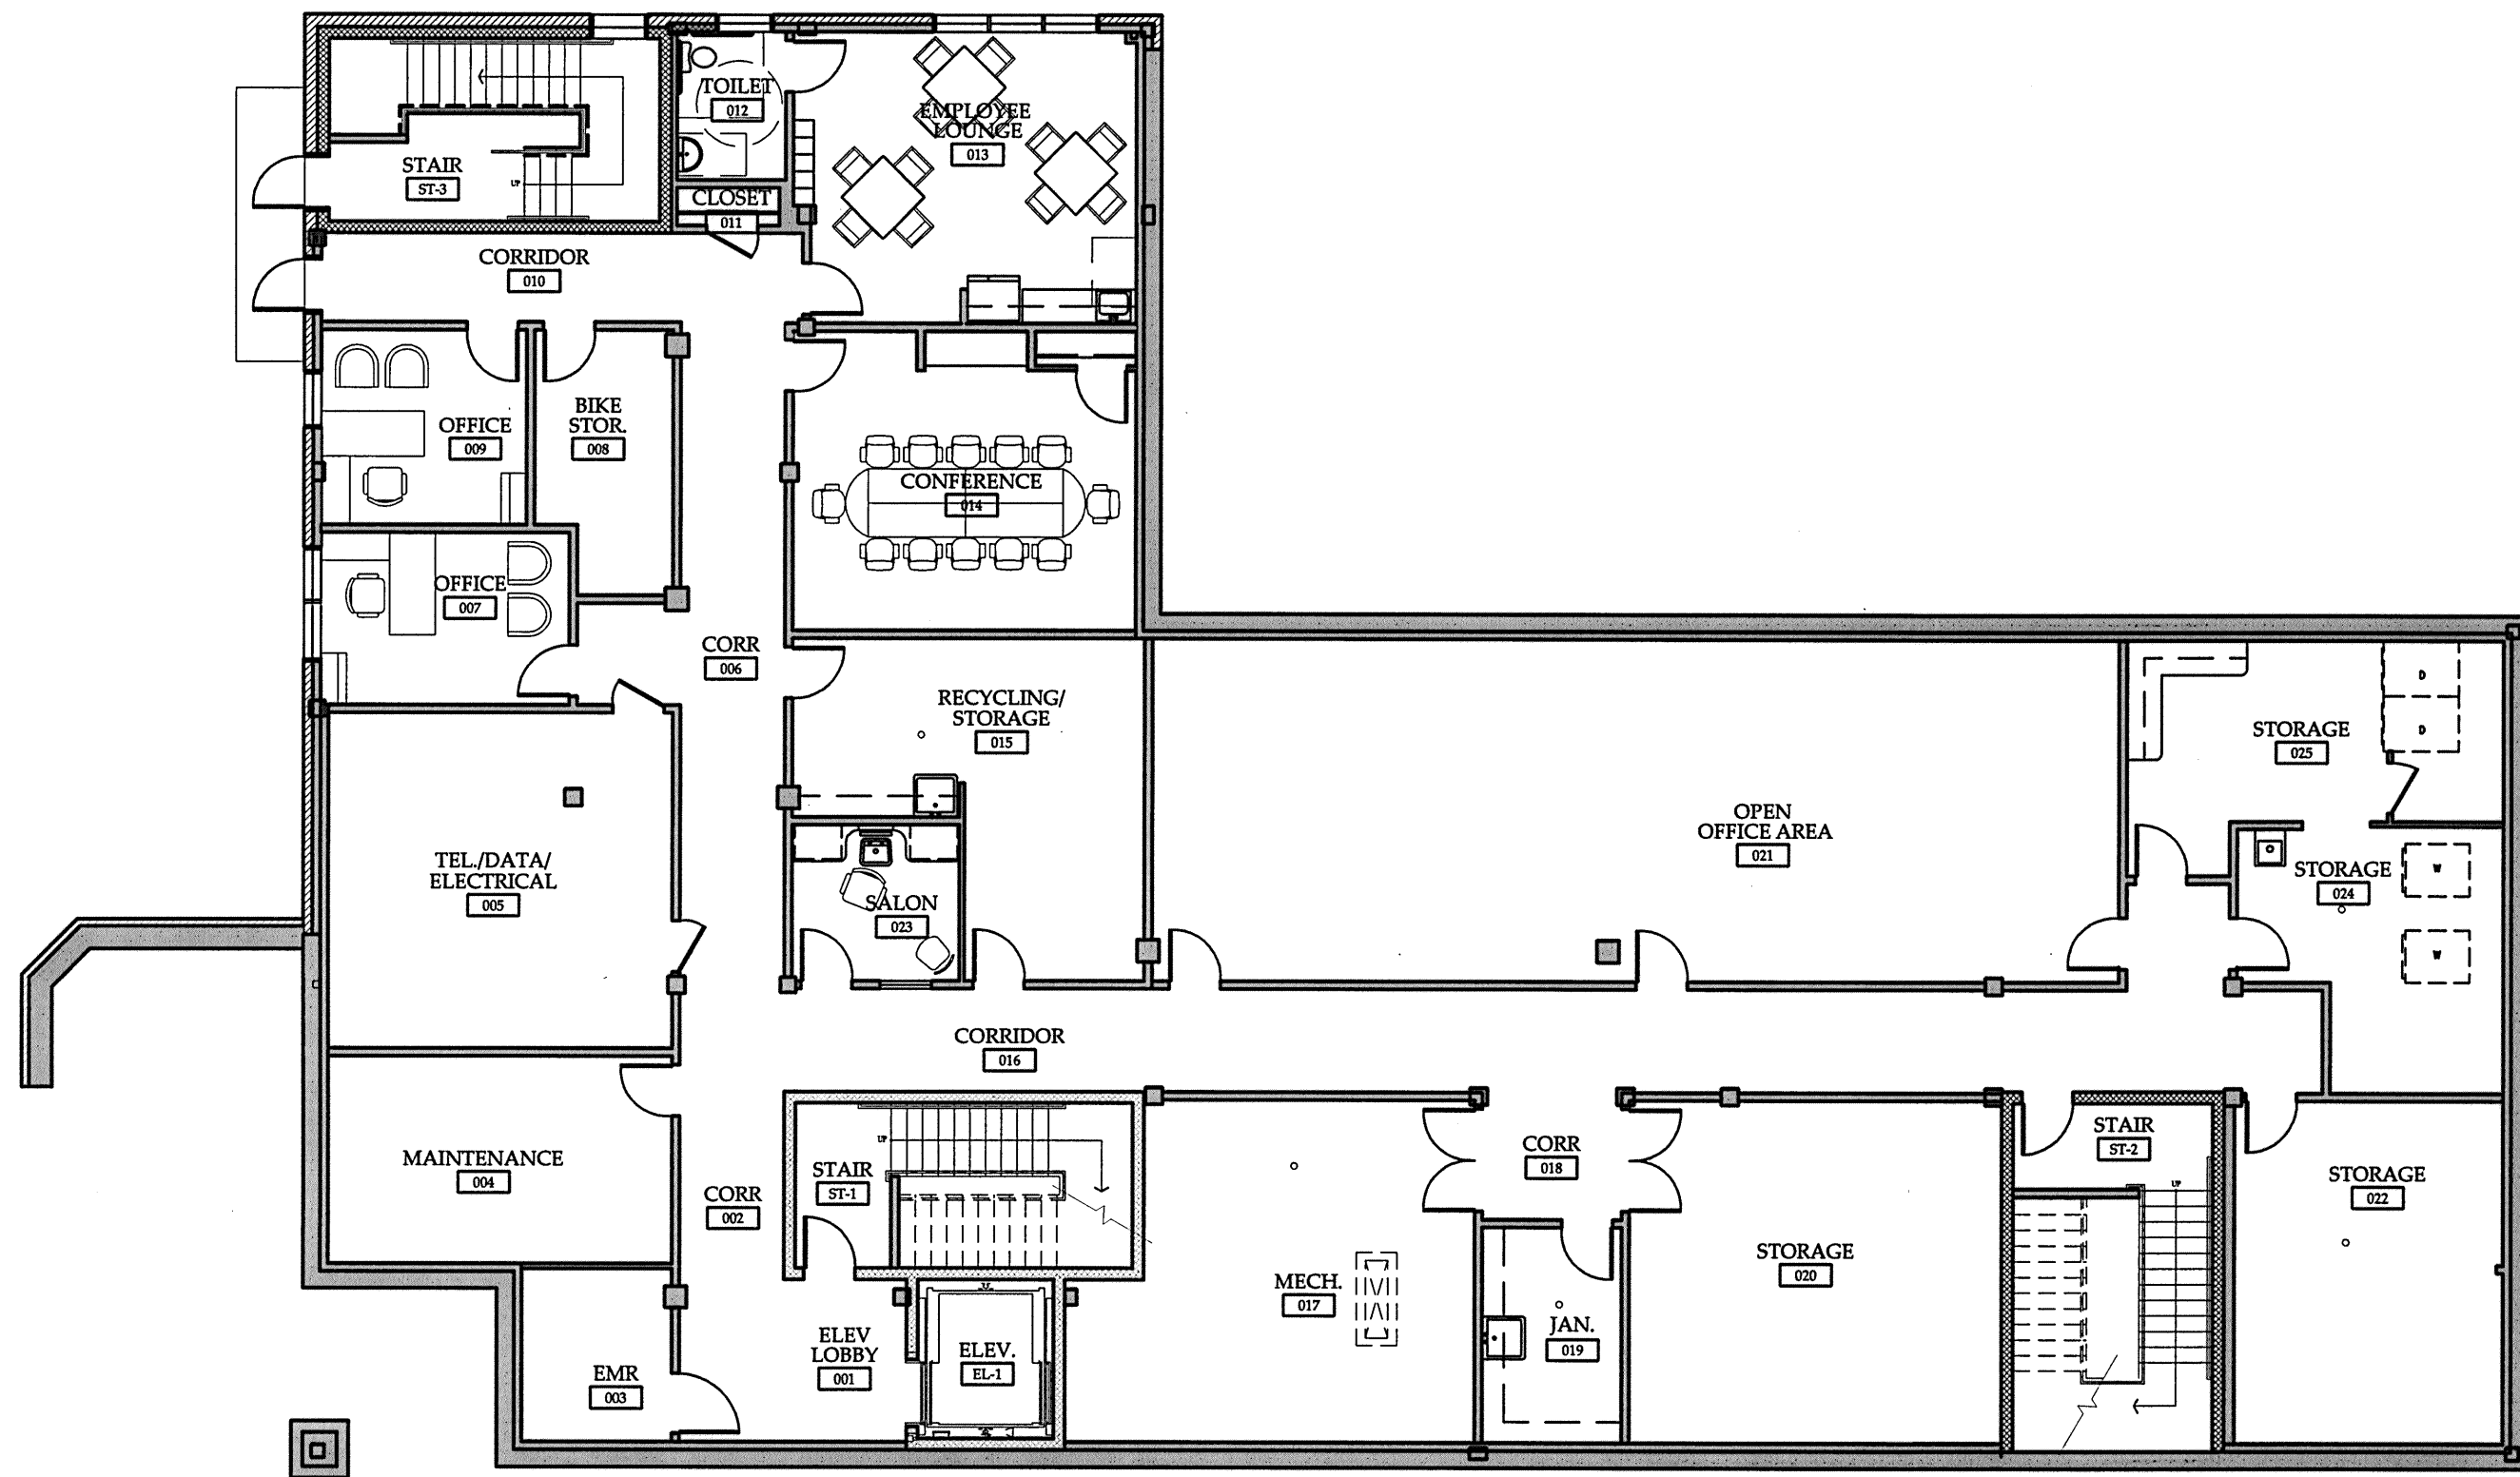 TOILET
012
EMPLOYEE
LOUNGE
013
STAIR
ST-3
UP
CLOSET
011
CORRIDOR
010
OFFICE
009
BIKE
STOR.
008
CONFERENCE
014
OFFICE
007
CORR
006
RECYCLING/
STORAGE
015
STORAGE
025
D
D
OPEN
OFFICE AREA
021
TEL./DATA/
ELECTRICAL
005
SALON
023
STORAGE
024
W
W
CORRIDOR
016
MAINTENANCE
004
CORR
002
STAIR
ST-1
UP
CORR
018
STAIR
ST-2
UP
STORAGE
022
MECH.
017
STORAGE
020
ELEV
LOBBY
001
ELEV.
EL-1
JAN.
019
EMR
003